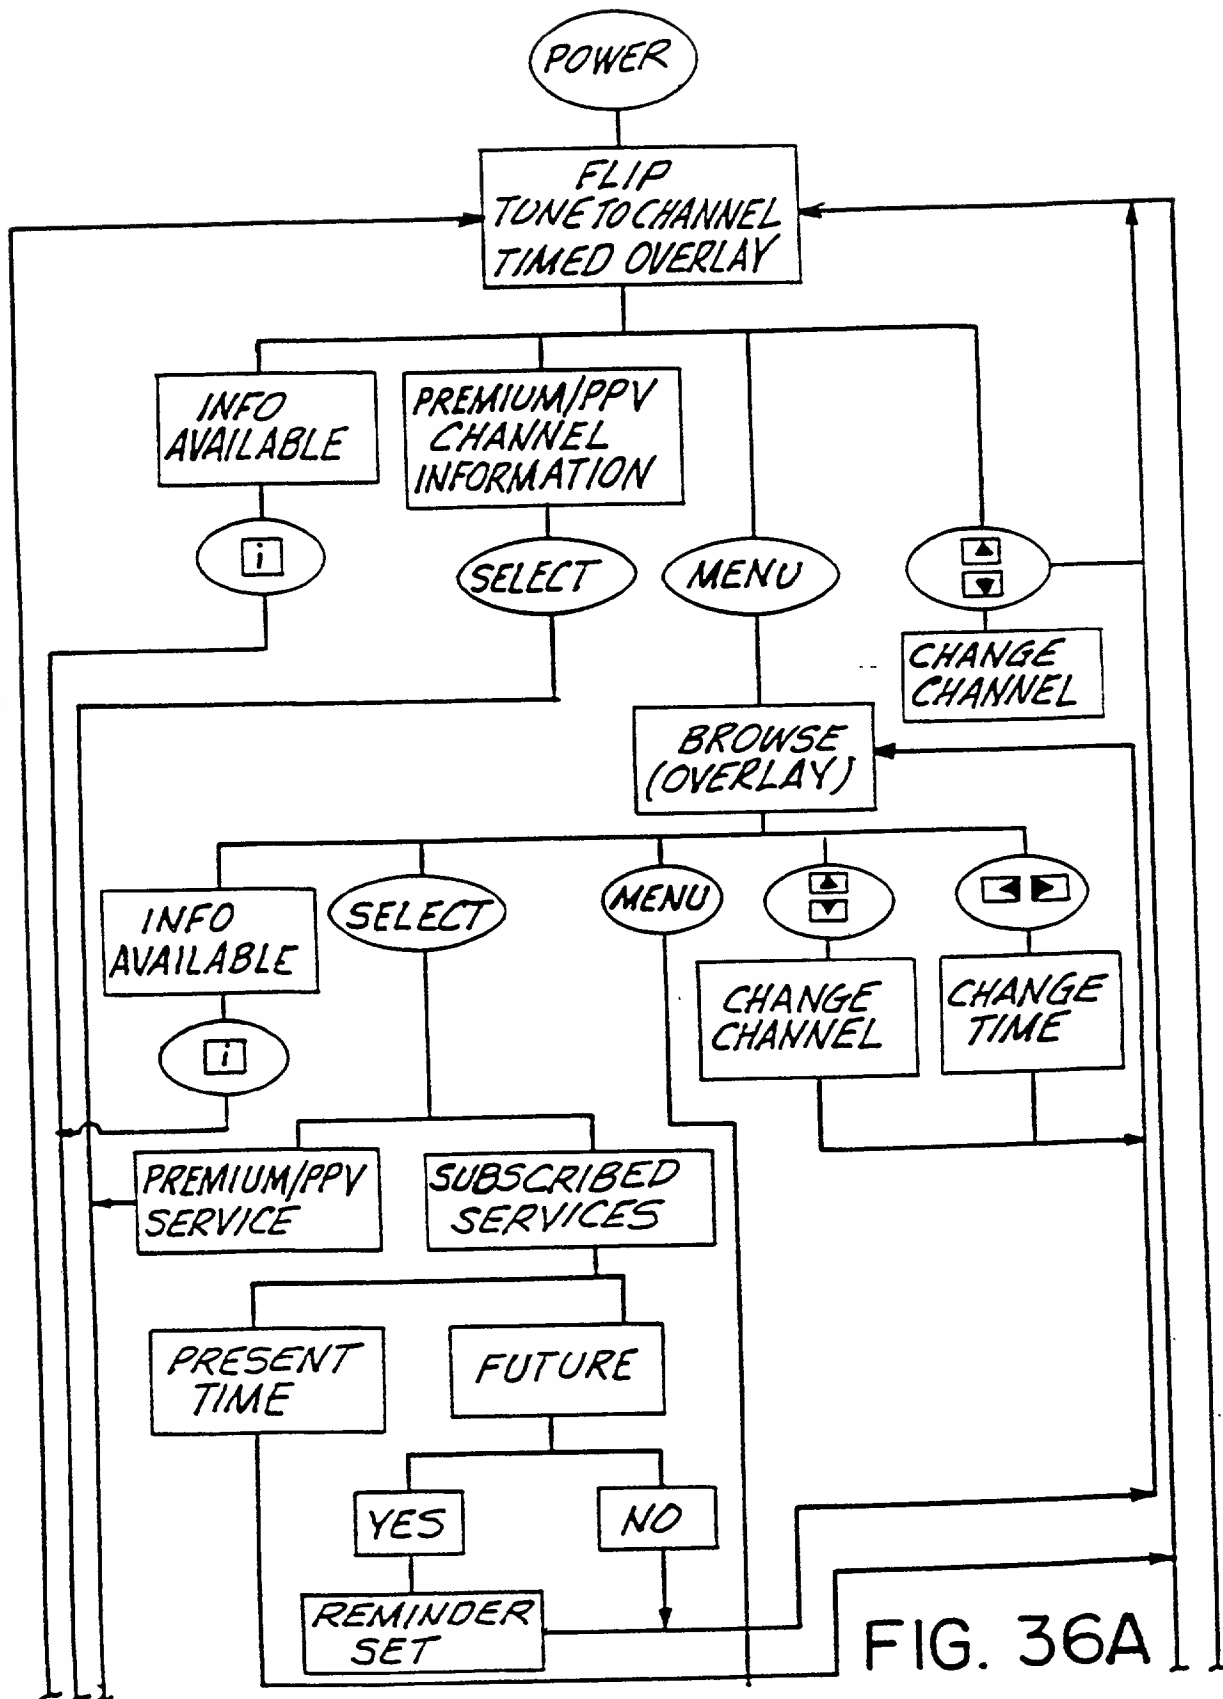 POWER
FLIP
TUNE TO CHANNEL
TIMED OVERLAY
INFO
AVAILABLE
PREMIUM/PPV
CHANNEL
INFORMATION
i
SELECT
MENU
CHANGE
CHANNEL
BROWSE
(OVERLAY)
INFO
AVAILABLE
SELECT
MENU
CHANGE
CHANNEL
CHANGE
TIME
i
PREMIUM/PPV
SERVICE
SUBSCRIBED
SERVICES
PRESENT
TIME
FUTURE
YES
NO
REMINDER
SET
FIG. 36A